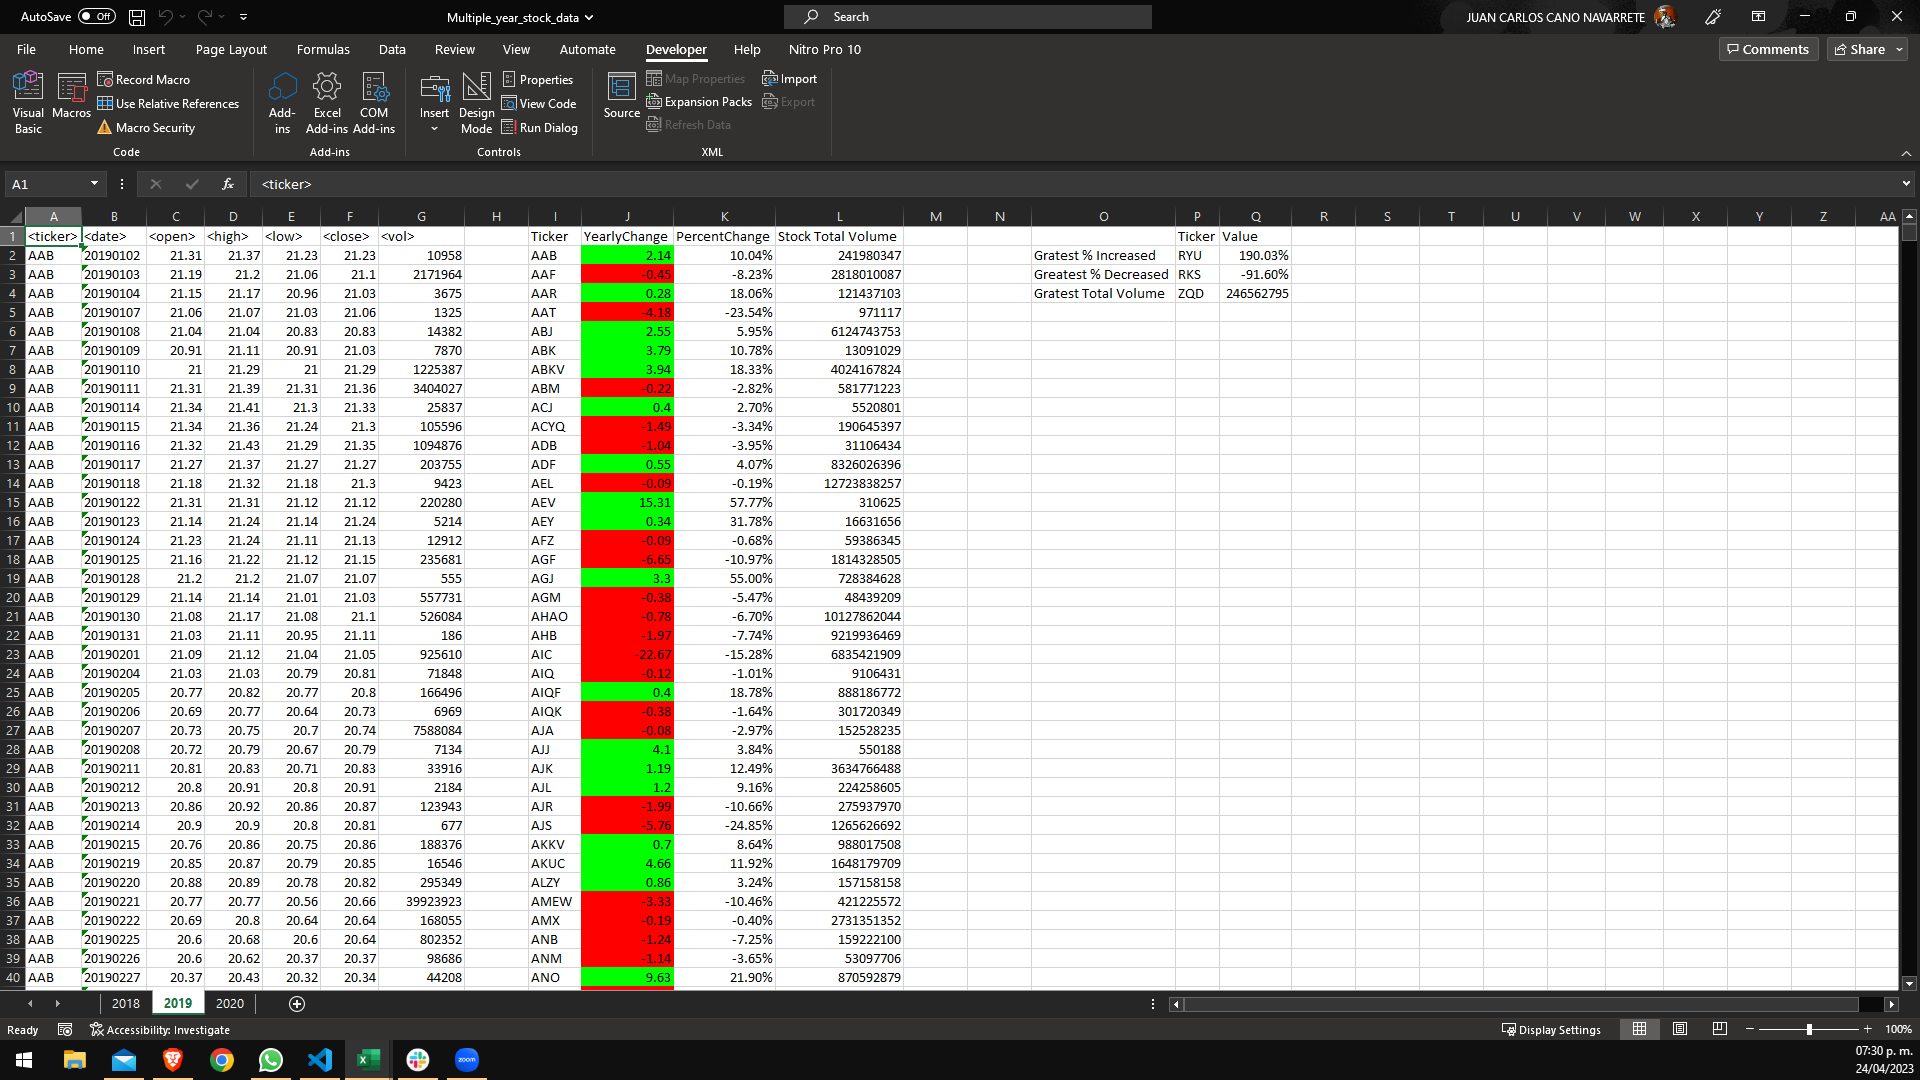 AutoSave Off Multiple_year_stock_data Search JUAN CARLOS CANO NAVARRETE
File Home Insert Page Layout Formulas Data Review View Automate Developer Help Nitro Pro 10 Comments Share
Visual Basic
Macros
Record Macro
Use Relative References
Macro Security
Code
Add-ins
Excel Add-ins
COM Add-ins
Add-ins
Insert
Design Mode
Properties
View Code
Run Dialog
Controls
Source
Map Properties
Expansion Packs
Refresh Data
Import
Export
XML
A1 fx <ticker>
A B C D E F G H I J K L M N O P Q R S T U V W X Y Z AA
1 <ticker> <date> <open> <high> <low> <close> <vol> Ticker YearlyChange PercentChange Stock Total Volume Ticker Value
2 AAB 20190102 21.31 21.37 21.23 21.23 10958 AAB 2.14 10.04% 241980347 Gratest % Increased RYU 190.03%
3 AAB 20190103 21.19 21.2 21.06 21.1 2171964 AAF -0.45 -8.23% 2818010087 Greatest % Decreased RKS -91.60%
4 AAB 20190104 21.15 21.17 20.96 21.03 3675 AAR 0.28 18.06% 121437103 Gratest Total Volume ZQD 246562795
5 AAB 20190107 21.06 21.07 21.03 21.06 1325 AAT -4.18 -23.54% 971117
6 AAB 20190108 21.04 21.04 20.83 20.83 14382 ABJ 2.55 5.95% 6124743753
7 AAB 20190109 20.91 21.11 20.91 21.03 7870 ABK 3.79 10.78% 13091029
8 AAB 20190110 21 21.29 21 21.29 1225387 ABKV 3.94 18.33% 4024167824
9 AAB 20190111 21.31 21.39 21.31 21.36 3404027 ABM -0.22 -2.82% 581771223
10 AAB 20190114 21.34 21.41 21.3 21.33 25837 ACJ 0.4 2.70% 5520801
11 AAB 20190115 21.34 21.36 21.24 21.3 105596 ACYQ -1.49 -3.34% 190645397
12 AAB 20190116 21.32 21.43 21.29 21.35 1094876 ADB -1.04 -3.95% 31106434
13 AAB 20190117 21.27 21.37 21.27 21.27 203755 ADF 0.55 4.07% 8326026396
14 AAB 20190118 21.18 21.32 21.18 21.3 9423 AEL -0.09 -0.19% 12723838257
15 AAB 20190122 21.31 21.31 21.12 21.12 220280 AEV 15.31 57.77% 310625
16 AAB 20190123 21.14 21.24 21.14 21.24 5214 AEY 0.34 31.78% 16631656
17 AAB 20190124 21.23 21.24 21.11 21.13 12912 AFZ -0.09 -0.68% 59386345
18 AAB 20190125 21.16 21.22 21.12 21.15 235681 AGF -6.65 -10.97% 1814328505
19 AAB 20190128 21.2 21.2 21.07 21.07 555 AGJ 3.3 55.00% 728384628
20 AAB 20190129 21.14 21.14 21.01 21.03 557731 AGM -0.38 -5.47% 48439209
21 AAB 20190130 21.08 21.17 21.08 21.1 526084 AHAO -0.78 -6.70% 10127862044
22 AAB 20190131 21.03 21.11 20.95 21.11 186 AHB -1.97 -7.74% 9219936469
23 AAB 20190201 21.09 21.12 21.04 21.05 925610 AIC -22.67 -15.28% 6835421909
24 AAB 20190204 21.03 21.03 20.79 20.81 71848 AIQ -0.12 -1.01% 9106431
25 AAB 20190205 20.77 20.82 20.77 20.8 166496 AIQF 0.4 18.78% 888186772
26 AAB 20190206 20.69 20.77 20.64 20.73 6969 AIQK -0.38 -1.64% 301720349
27 AAB 20190207 20.73 20.75 20.7 20.74 7588084 AJA -0.08 -2.97% 152528235
28 AAB 20190208 20.72 20.79 20.67 20.79 7134 AJJ 4.1 3.84% 550188
29 AAB 20190211 20.81 20.83 20.71 20.83 33916 AJK 1.19 12.49% 3634766488
30 AAB 20190212 20.8 20.91 20.8 20.91 2184 AJL 1.2 9.16% 224258605
31 AAB 20190213 20.86 20.92 20.86 20.87 123943 AJR -1.99 -10.66% 275937970
32 AAB 20190214 20.9 20.9 20.8 20.81 677 AJS -5.76 -24.85% 1265626692
33 AAB 20190215 20.76 20.86 20.75 20.86 188376 AKKV 0.7 8.64% 988017508
34 AAB 20190219 20.85 20.87 20.79 20.85 16546 AKUC 4.66 11.92% 1648179709
35 AAB 20190220 20.88 20.89 20.78 20.82 295349 ALZY 0.86 3.24% 157158158
36 AAB 20190221 20.77 20.77 20.56 20.66 39923923 AMEW -3.33 -10.46% 421225572
37 AAB 20190222 20.69 20.8 20.64 20.64 168055 AMX -0.19 -0.40% 2731351352
38 AAB 20190225 20.6 20.68 20.6 20.64 802352 ANB -1.24 -7.25% 159222100
39 AAB 20190226 20.6 20.62 20.37 20.37 98686 ANM -1.14 -3.65% 53097706
40 AAB 20190227 20.37 20.43 20.32 20.34 44208 ANO 9.63 21.90% 870592879
2018 2019 2020
Ready Accessibility: Investigate Display Settings 100%
zoom
07:30 p. m.
24/04/2023